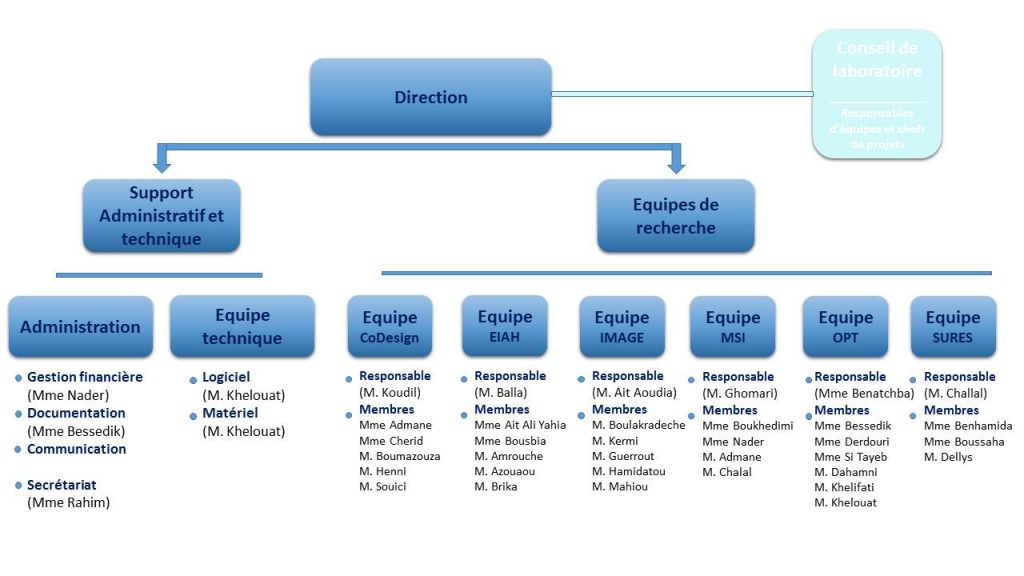 Conseil de
laboratoire
Responsables
d'équipes et chefs
de projets
Direction
Support
Administratif et
technique
Equipes de
recherche
Administration
Gestion financière
(Mme Nader)
Documentation
(Mme Bessedik)
Communication
Secrétariat
(Mme Rahim)
Equipe
technique
Logiciel
(M. Khelouat)
Matériel
(M. Khelouat)
Equipe
CoDesign
Responsable
(M. Koudil)
Membres
Mme Admane
Mme Cherid
M. Boumazouza
M. Henni
M. Souici
Equipe
EIAH
Responsable
(M. Balla)
Membres
Mme Ait Ali Yahia
Mme Bousbia
M. Amrouche
M. Azouaou
M. Brika
Equipe
IMAGE
Responsable
(M. Ait Aoudia)
Membres
M. Boulakradeche
M. Kermi
M. Guerrout
M. Hamidatou
M. Mahiou
Equipe
MSI
Responsable
(M. Ghomari)
Membres
Mme Boukhedimi
Mme Nader
M. Admane
M. Chalal
Equipe
OPT
Responsable
(Mme Benatchba)
Membres
Mme Bessedik
Mme Derdouri
Mme Si Tayeb
M. Dahamni
M. Khelifati
M. Khelouat
Equipe
SURES
Responsable
(M. Challal)
Membres
Mme Benhamida
Mme Boussaha
M. Dellys